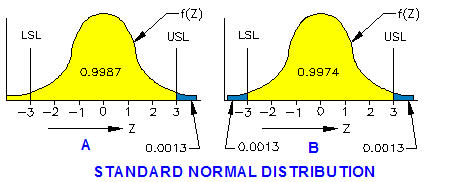 f(Z)
LSL
USL
0.9987
−3 −2 −1 0 1 2 3
Z
A
0.0013
f(Z)
LSL
USL
0.9974
−3 −2 −1 0 1 2 3
Z
0.0013
B
0.0013
STANDARD NORMAL DISTRIBUTION